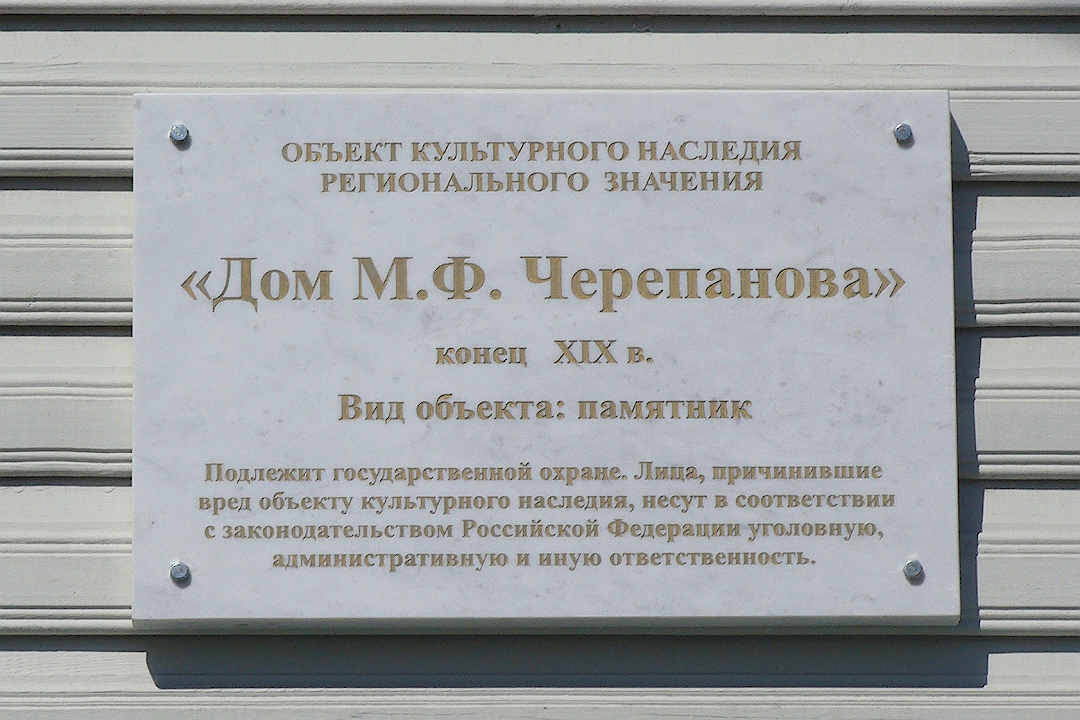 ОБЪЕКТ КУЛЬТУРНОГО НАСЛЕДИЯ
РЕГИОНАЛЬНОГО ЗНАЧЕНИЯ
«Дом М.Ф. Черепанова»
конец XIX в.
Вид объекта: памятник
Подлежит государственной охране. Лица, причинившие
вред объекту культурного наследия, несут в соответствии
с законодательством Российской Федерации уголовную,
административную и иную ответственность.